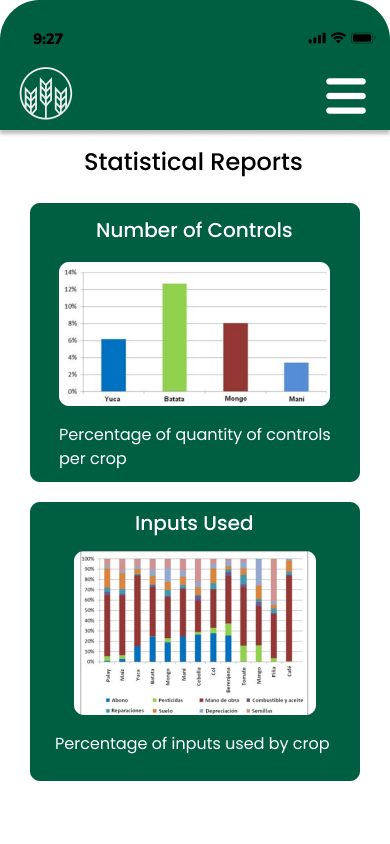 9:27
Statistical Reports
Number of Controls
14%
12%
10%
8%
6%
4%
2%
0%
Yuca Batata Mongo Maní
Percentage of quantity of controls
per crop
Inputs Used
100%
90%
80%
70%
60%
50%
40%
30%
20%
10%
0%
Palay Maíz Yuca Batata Mongo Maní Cebolla Col Berenjena Tomate Mango Piña Café
Abono Pesticidas Mano de obra Combustible y aceite
Reparaciones Suelo Depreciación Semillas
Percentage of inputs used by crop